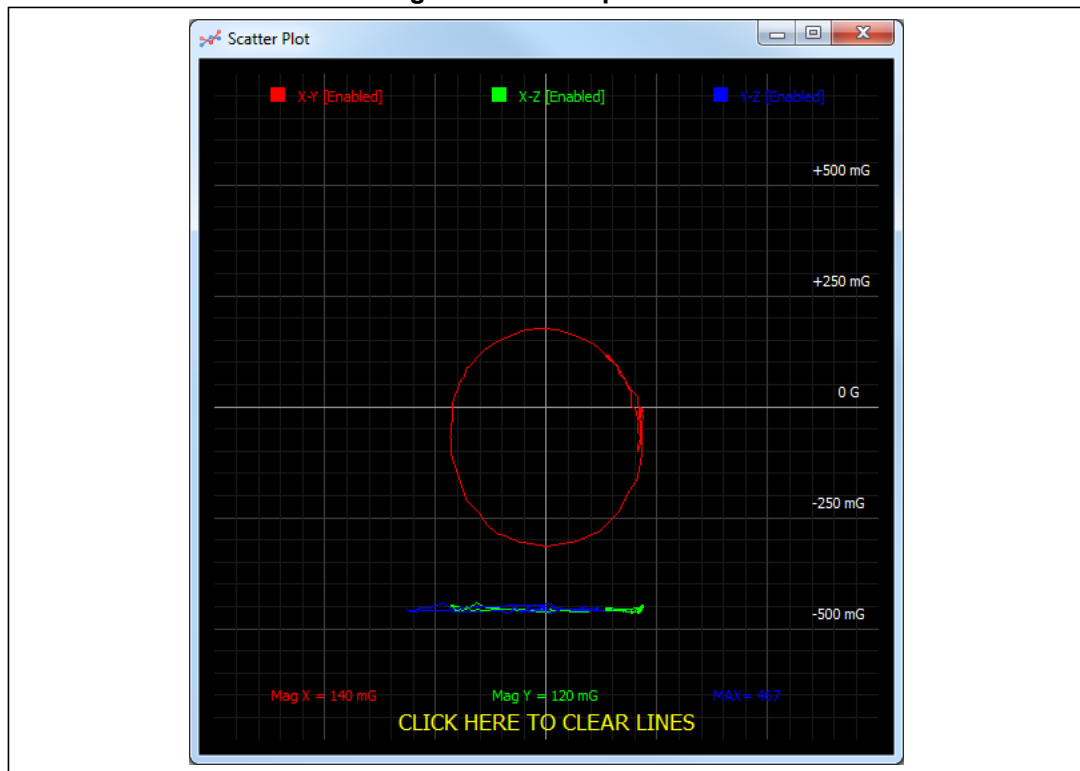 Scatter Plot
X-Y [Enabled] X-Z [Enabled] Y-Z [Enabled]
+500 mG
+250 mG
0 G
-250 mG
-500 mG
Mag X = 140 mG Mag Y = 120 mG MAX= 467
CLICK HERE TO CLEAR LINES